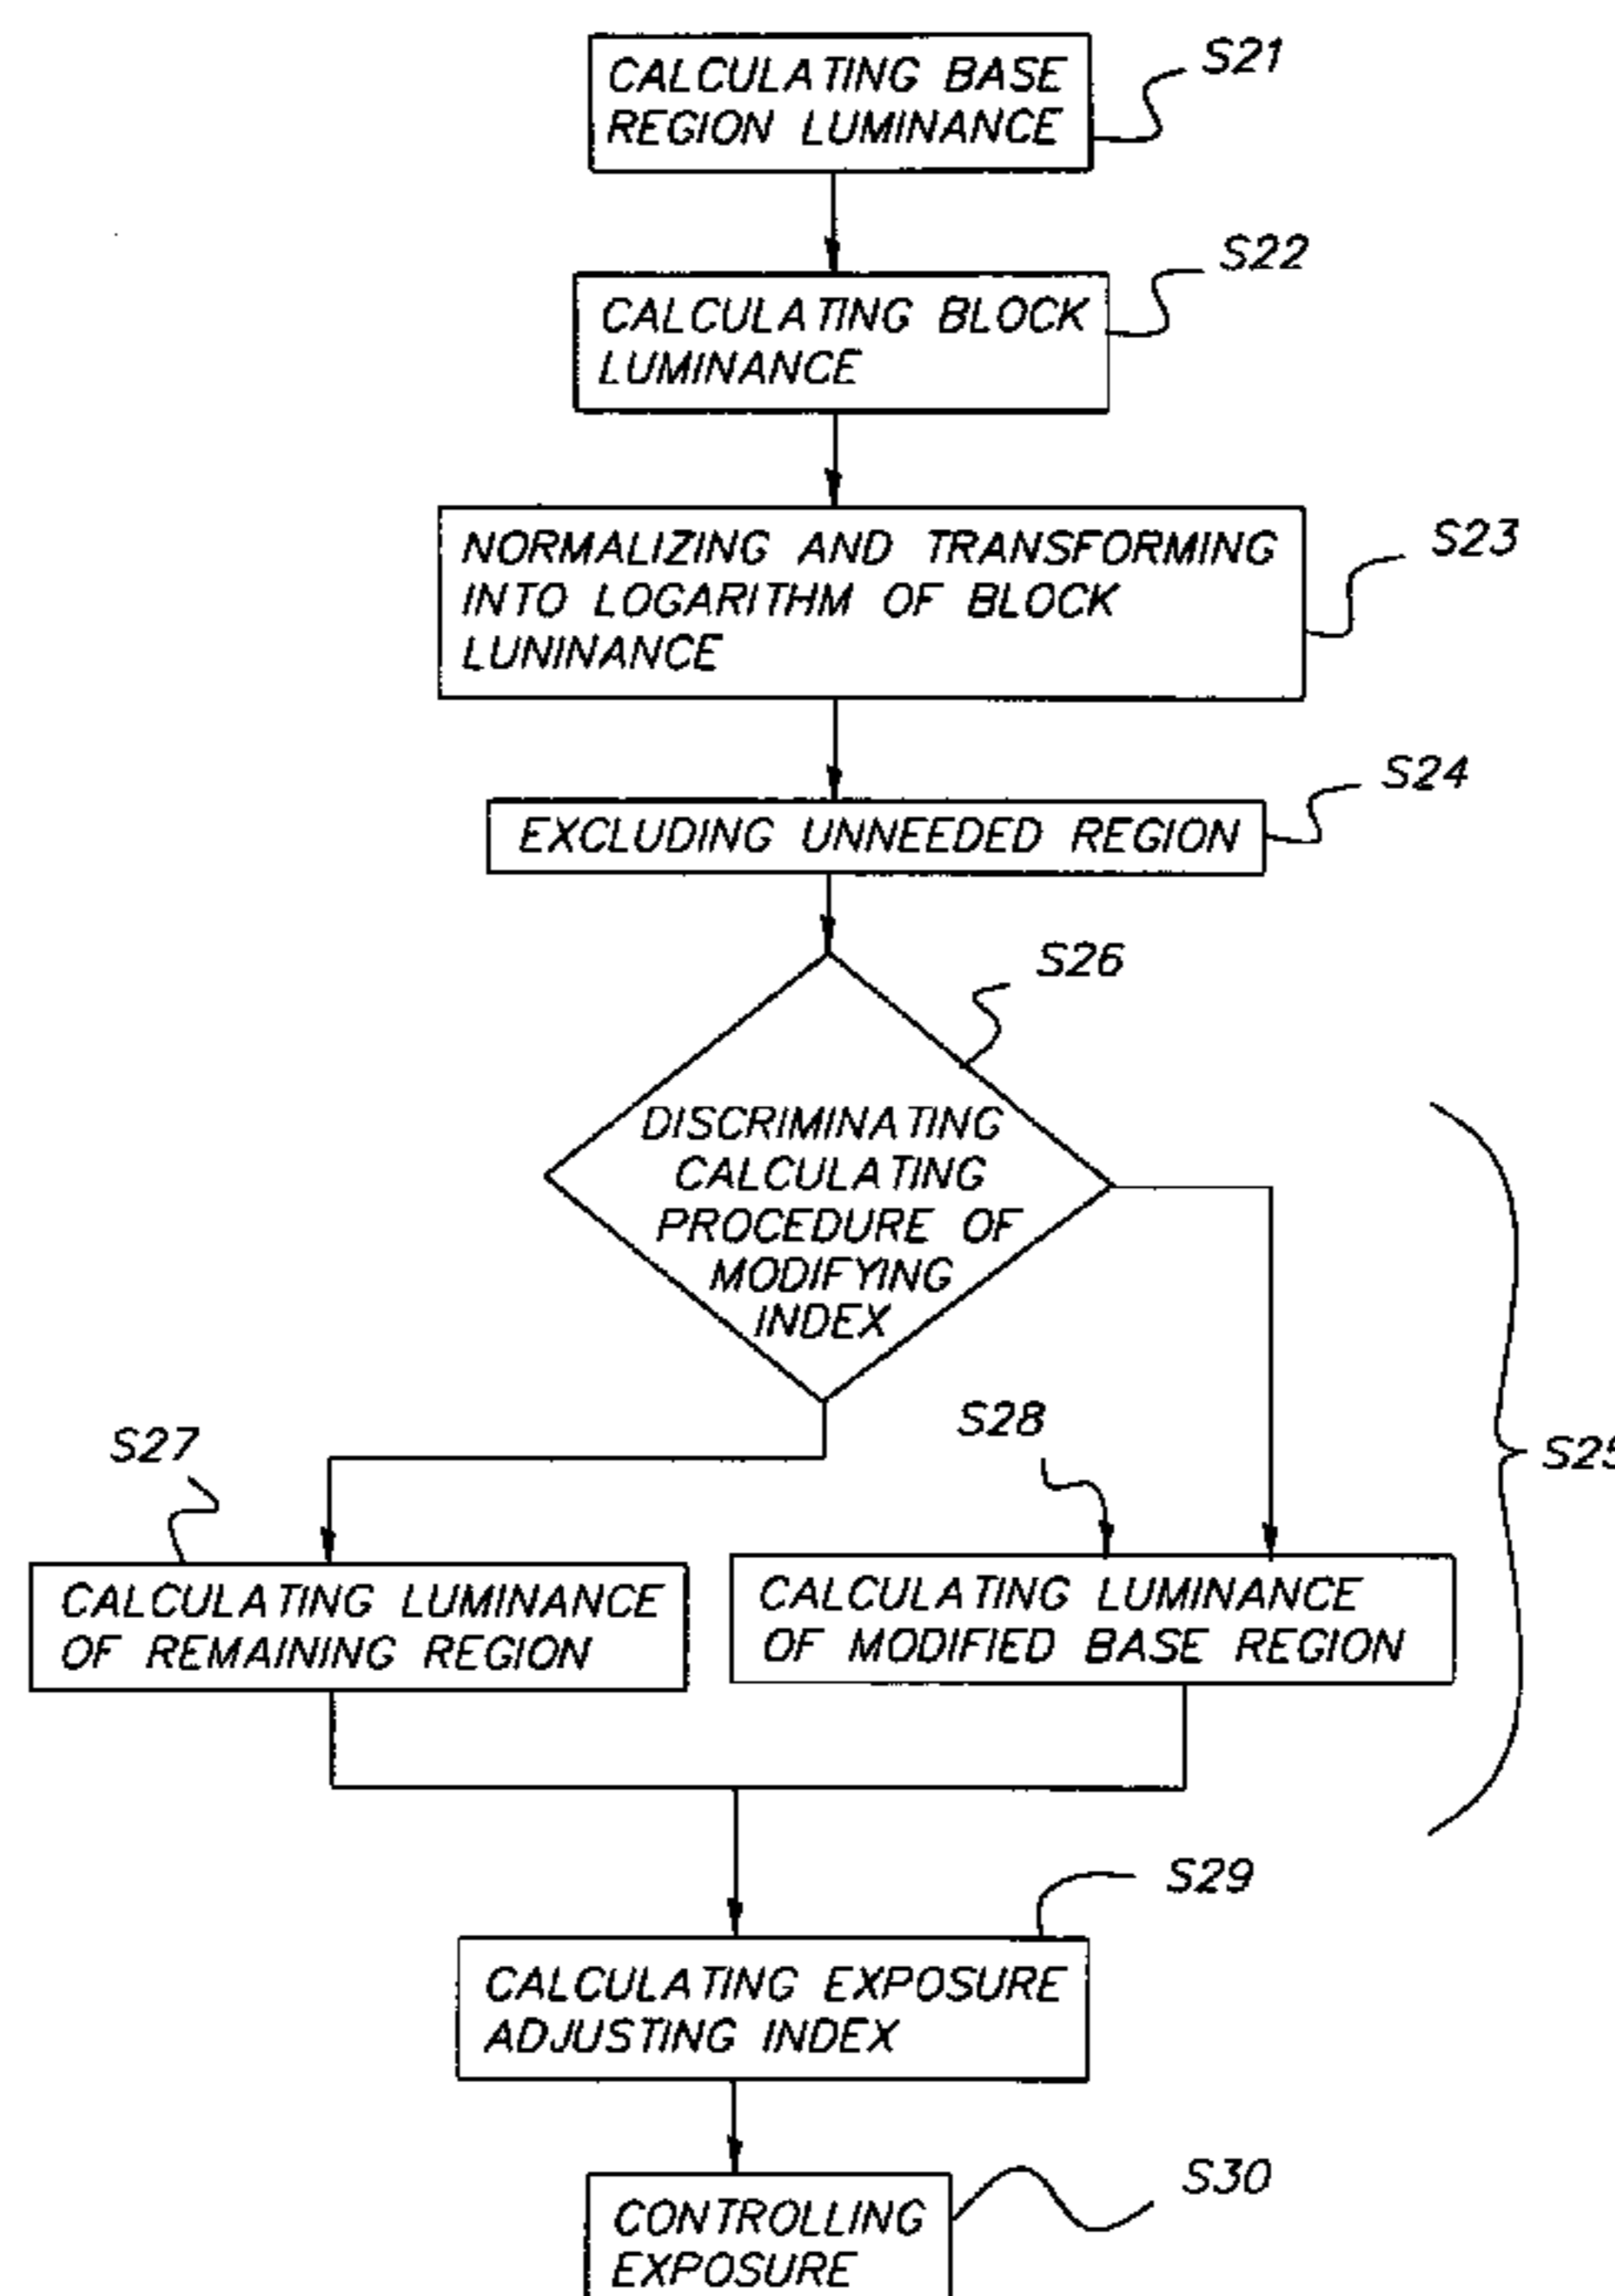 CALCULATING BASE
REGION LUMINANCE
S21
CALCULATING BLOCK
LUMINANCE
S22
NORMALIZING AND TRANSFORMING
INTO LOGARITHM OF BLOCK
LUNINANCE
S23
EXCLUDING UNNEEDED REGION
S24
S26
DISCRIMINATING
CALCULATING
PROCEDURE OF
MODIFYING
INDEX
S25
S27
CALCULATING LUMINANCE
OF REMAINING REGION
S28
CALCULATING LUMINANCE
OF MODIFIED BASE REGION
S29
CALCULATING EXPOSURE
ADJUSTING INDEX
S30
CONTROLLING
EXPOSURE